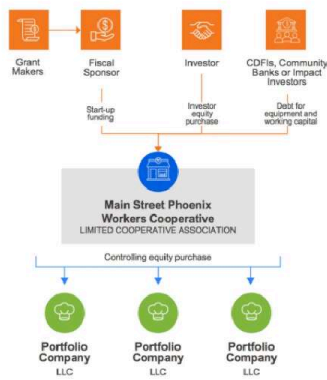 Grant
Makers
Fiscal
Sponsor
Investor
CDFIs, Community
Banks or Impact
Investors
Start-up
funding
Investor
equity
purchase
Debt for
equipment and
working capital
Main Street Phoenix
Workers Cooperative
LIMITED COOPERATIVE ASSOCIATION
Controlling equity purchase
Portfolio
Company
LLC
Portfolio
Company
LLC
Portfolio
Company
LLC